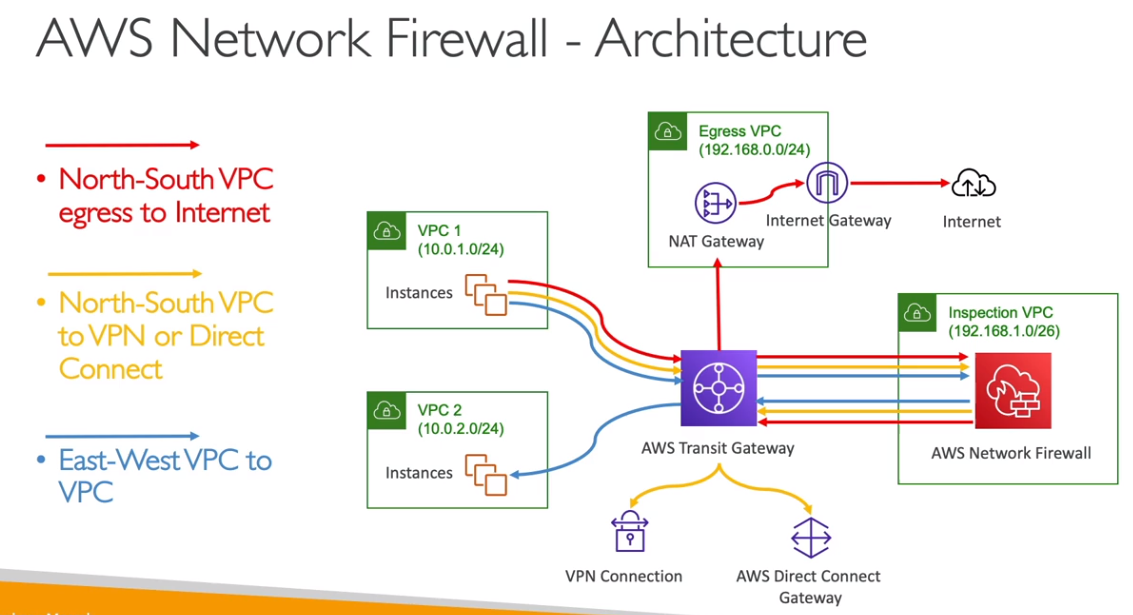 AWS Network Firewall - Architecture
• North-South VPC
egress to Internet
• North-South VPC
to VPN or Direct
Connect
• East-West VPC to
VPC
Egress VPC
(192.168.0.0/24)
NAT Gateway
Internet Gateway
Internet
VPC 1
(10.0.1.0/24)
Instances
VPC 2
(10.0.2.0/24)
Instances
AWS Transit Gateway
Inspection VPC
(192.168.1.0/26)
AWS Network Firewall
VPN Connection
AWS Direct Connect
Gateway